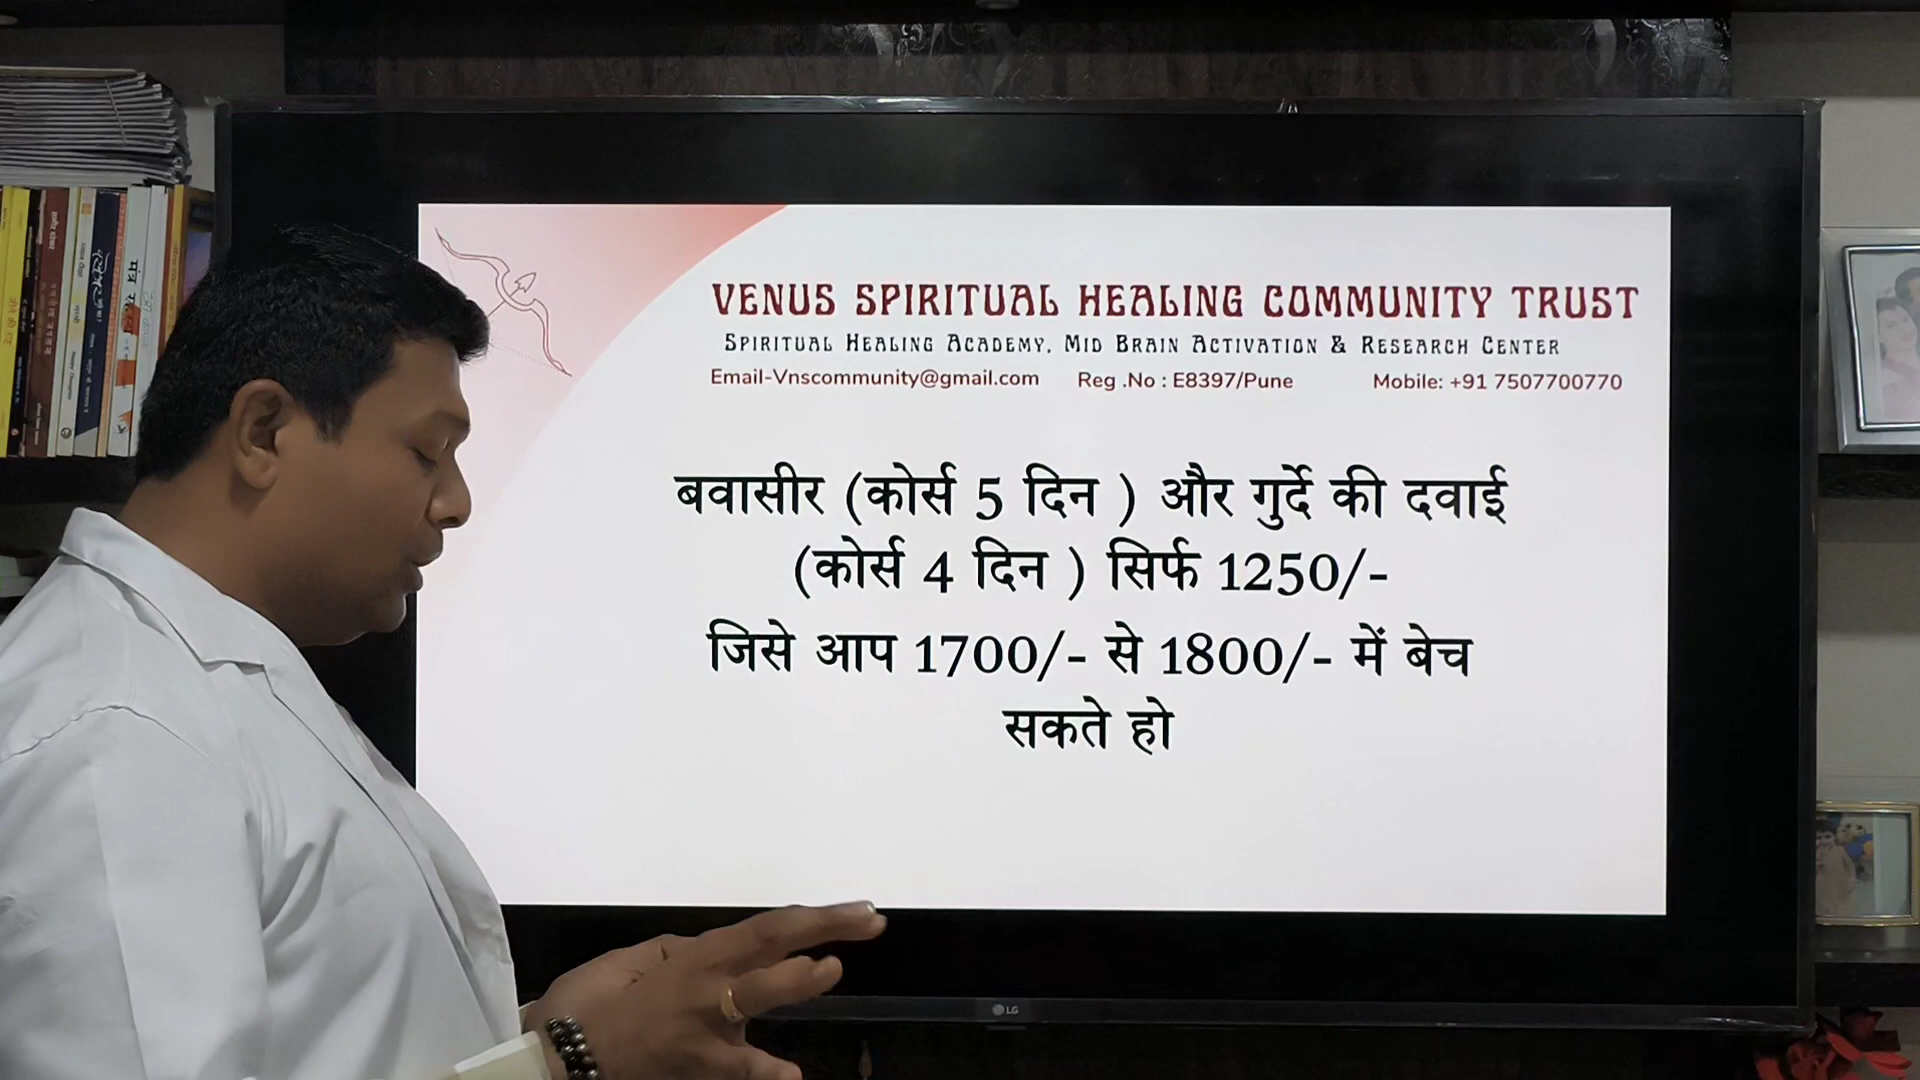 VENUS SPIRITUAL HEALING COMMUNITY TRUST
SPIRITUAL HEALING ACADEMY, MID BRAIN ACTIVATION & RESEARCH CENTER
Email-Vnscommunity@gmail.com Reg .No : E8397/Pune Mobile: +91 7507700770
बवासीर (कोर्स 5 दिन ) और गुर्दे की दवाई
(कोर्स 4 दिन ) सिर्फ 1250/-
जिसे आप 1700/- से 1800/- में बेच
सकते हो
LG